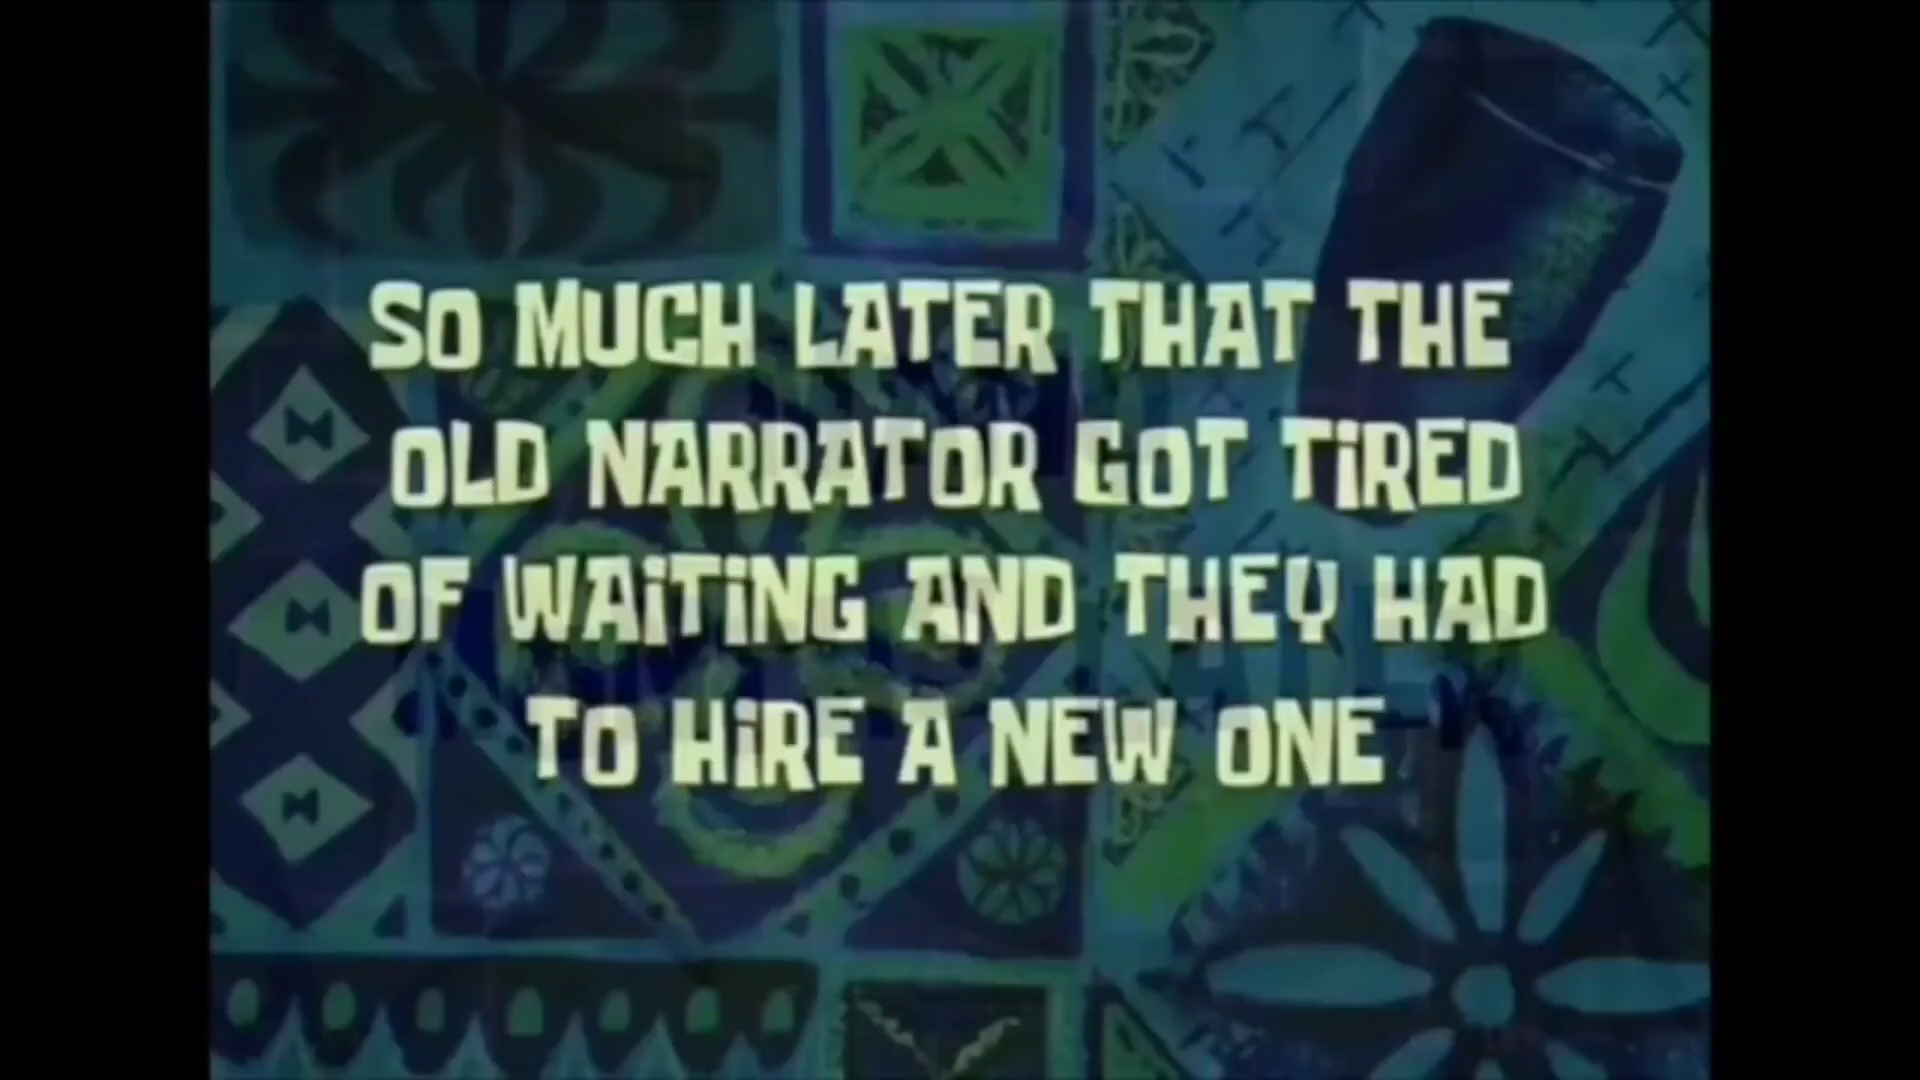 SO MUCH LATER THAT THE
OLD NARRATOR GOT TIRED
OF WAITING AND THEY HAD
TO HIRE A NEW ONE